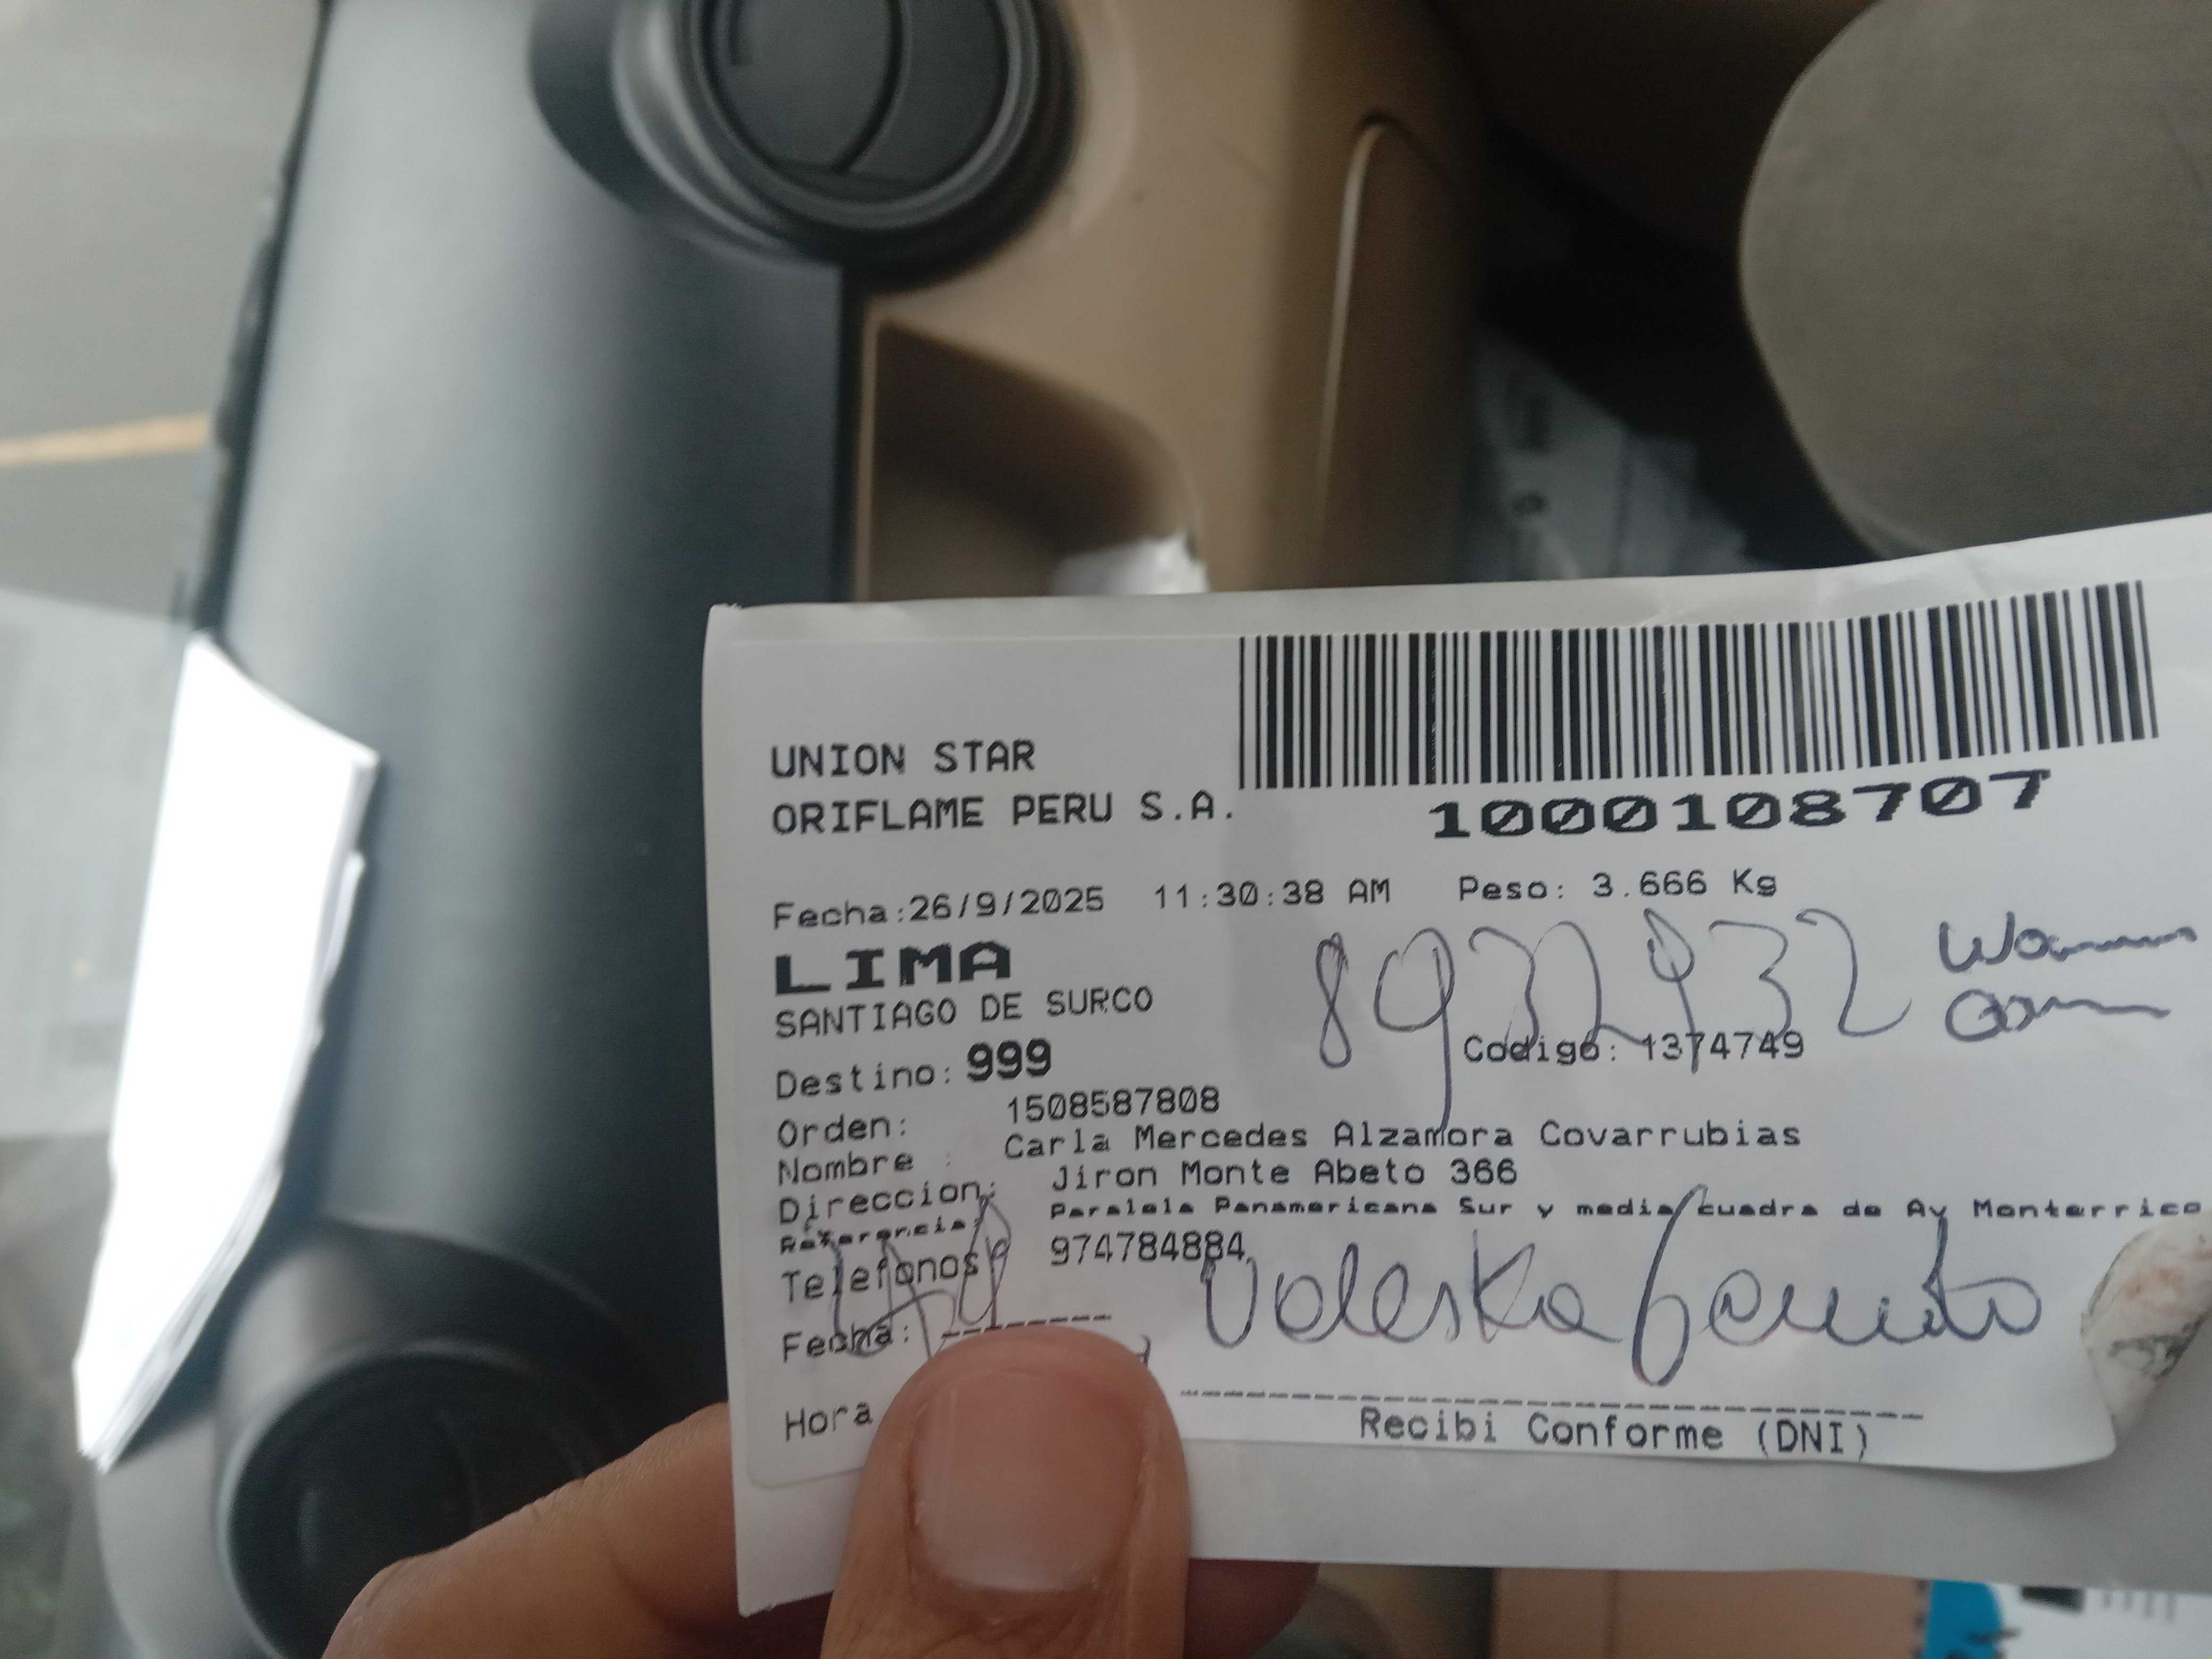 UNION STAR
ORIFLAME PERU S.A.
1000108707
Fecha:26/9/2025 11:30:38 AM Peso: 3.666 Kg
LIMA
SANTIAGO DE SURCO
Destino: 999
Codigo: 1374749
Orden: 1508587808
Nombre : Carla Mercedes Alzamora Covarrubias
Direccion: Jiron Monte Abeto 366
Referencia: Paralela Panamericana Sur y media cuadra de Av Monterrico
Telefonos 974784884
Valeska
Fecha:
Hora
Recibi Conforme (DNI)